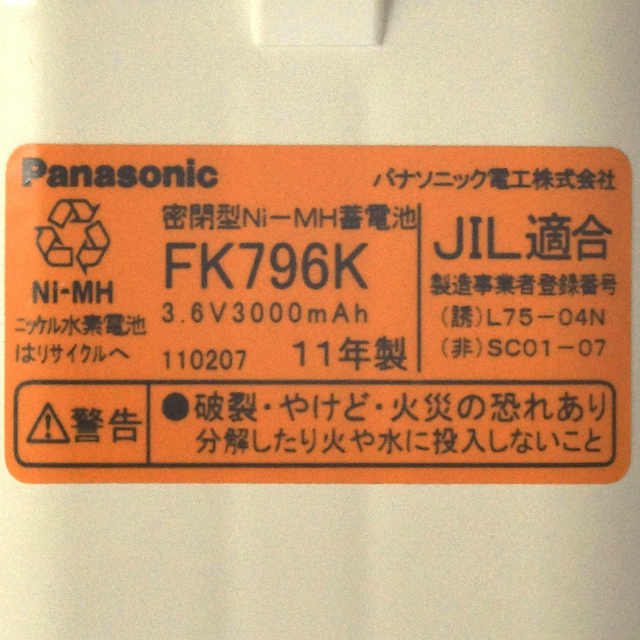 Panasonic
パナソニック電工株式会社
Ni-MH
ニッケル水素電池
はリサイクルへ
密閉型Ni-MH蓄電池
FK796K
3.6V3000mAh
110207 11年製
JIL適合
製造事業者登録番号
(誘)L75-04N
(非)SC01-07
警告
●破裂・やけど・火災の恐れあり
分解したり火や水に投入しないこと